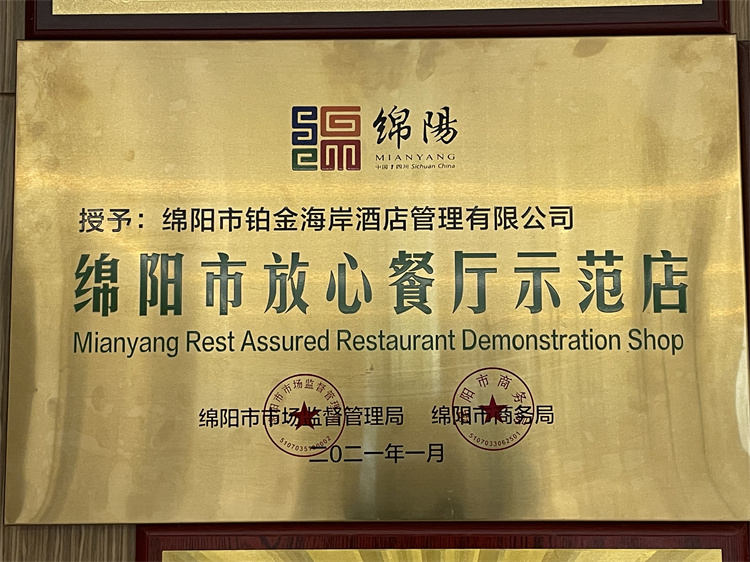 绵陽
MIANYANG
中国 四川 Sichuan China
授予：绵阳市铂金海岸酒店管理有限公司
绵阳市放心餐厅示范店
Mianyang Rest Assured Restaurant Demonstration Shop
绵阳市市场监督管理局 绵阳市商务局
二〇二一年一月